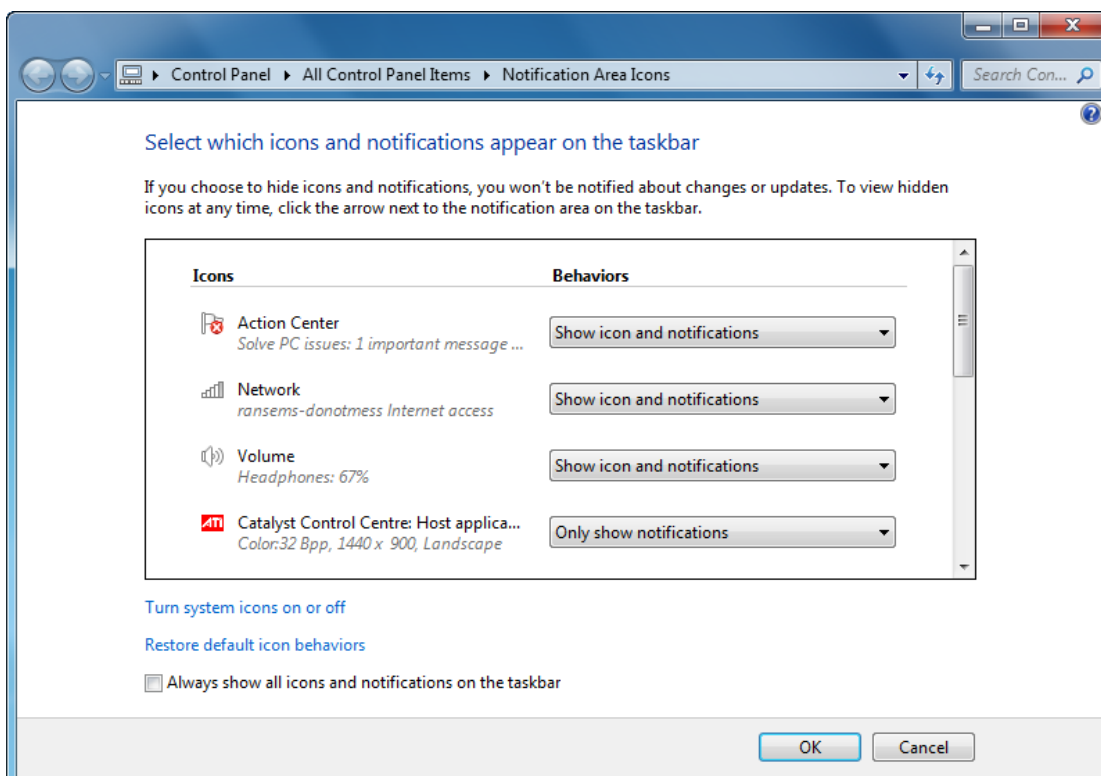 Control Panel ▸ All Control Panel Items ▸ Notification Area Icons
Search Con...
Select which icons and notifications appear on the taskbar
If you choose to hide icons and notifications, you won't be notified about changes or updates. To view hidden
icons at any time, click the arrow next to the notification area on the taskbar.
Icons Behaviors
Action Center
Solve PC issues: 1 important message ...
Show icon and notifications
Network
ransems-donotmess Internet access
Show icon and notifications
Volume
Headphones: 67%
Show icon and notifications
ATI
Catalyst Control Centre: Host applica...
Color:32 Bpp, 1440 x 900, Landscape
Only show notifications
Turn system icons on or off
Restore default icon behaviors
Always show all icons and notifications on the taskbar
OK Cancel